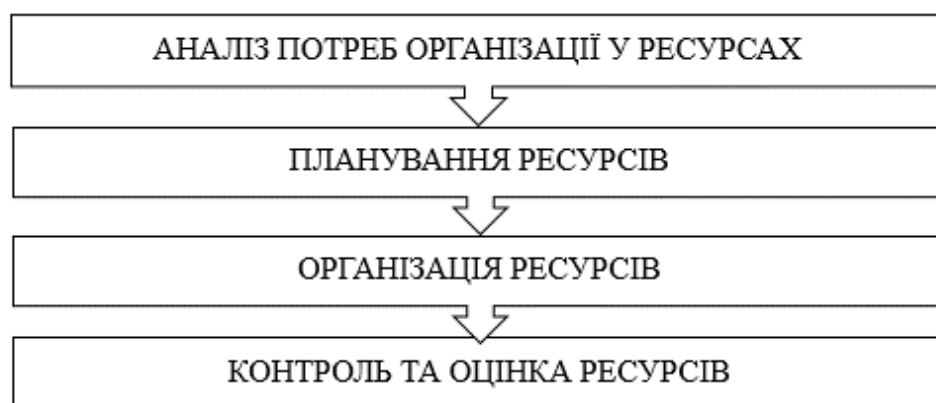 АНАЛІЗ ПОТРЕБ ОРГАНІЗАЦІЇ У РЕСУРСАХ
ПЛАНУВАННЯ РЕСУРСІВ
ОРГАНІЗАЦІЯ РЕСУРСІВ
КОНТРОЛЬ ТА ОЦІНКА РЕСУРСІВ